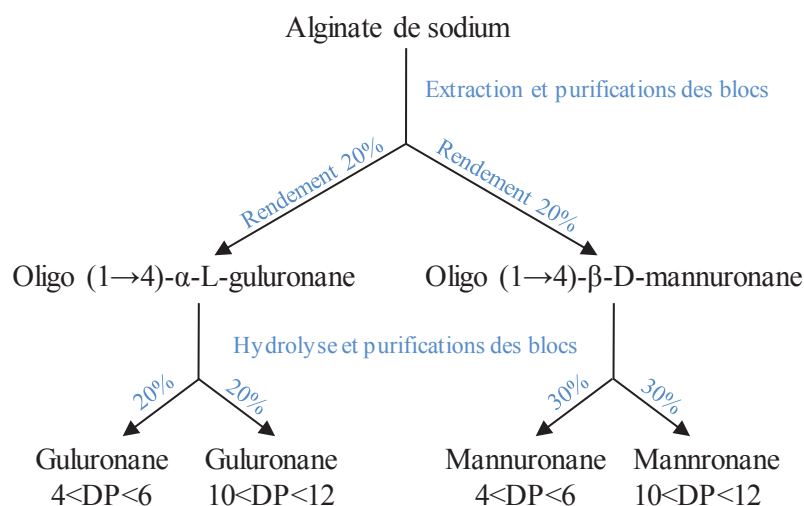 Alginate de sodium
Extraction et purifications des blocs
Rendement 20%
Rendement 20%
Oligo (1→4)-α-L-guluronane
Oligo (1→4)-β-D-mannuronane
Hydrolyse et purifications des blocs
20%
20%
30%
30%
Guluronane
4<DP<6
Guluronane
10<DP<12
Mannuronane
4<DP<6
Mannronane
10<DP<12